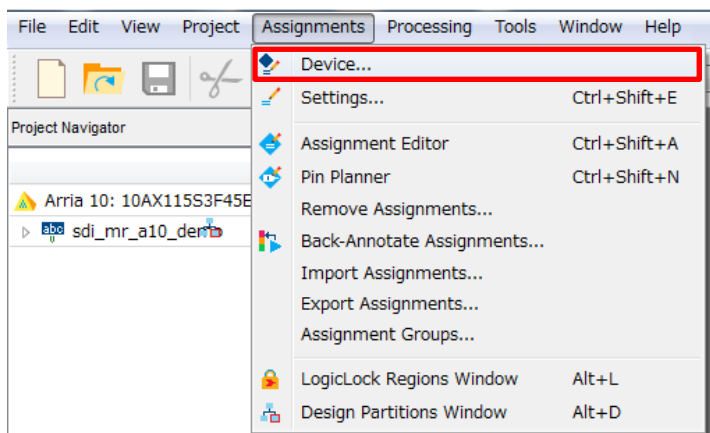 File Edit View Project Assignments Processing Tools Window Help
Device...
Settings... Ctrl+Shift+E
Project Navigator
Assignment Editor Ctrl+Shift+A
Pin Planner Ctrl+Shift+N
Arria 10: 10AX115S3F45E
Remove Assignments...
abc sdi_mr_a10_demo
Back-Annotate Assignments...
Import Assignments...
Export Assignments...
Assignment Groups...
LogicLock Regions Window Alt+L
Design Partitions Window Alt+D